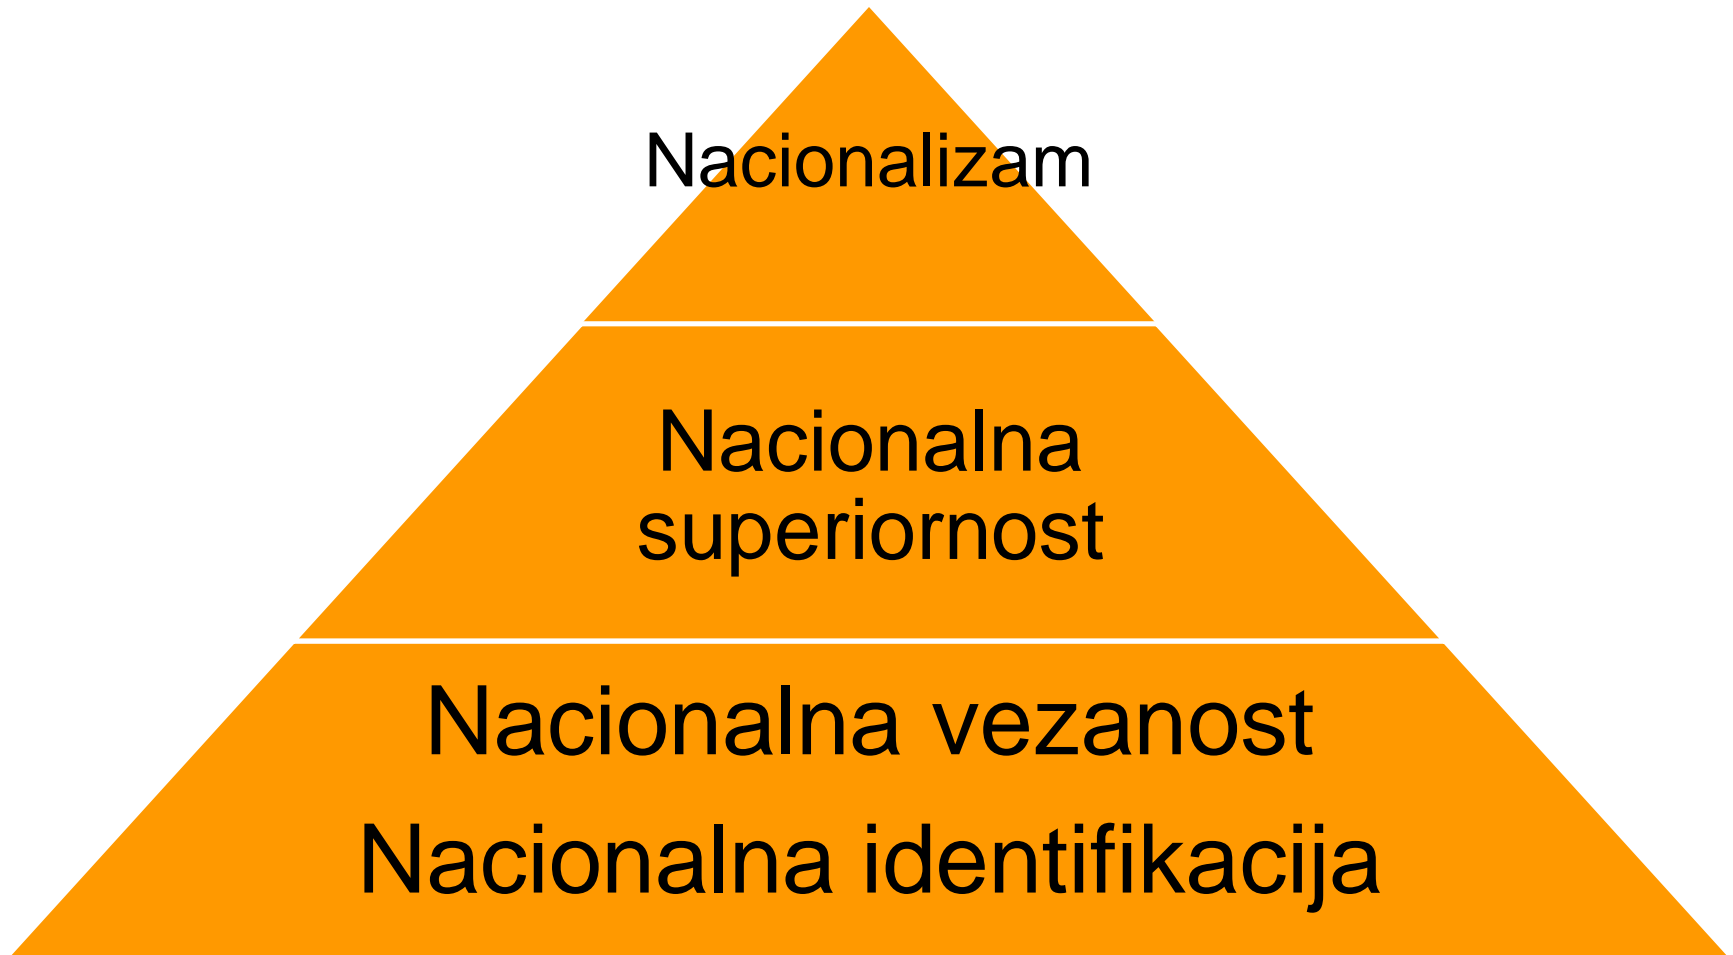 Nacionalizam
Nacionalna
superiornost
Nacionalna vezanost
Nacionalna identifikacija